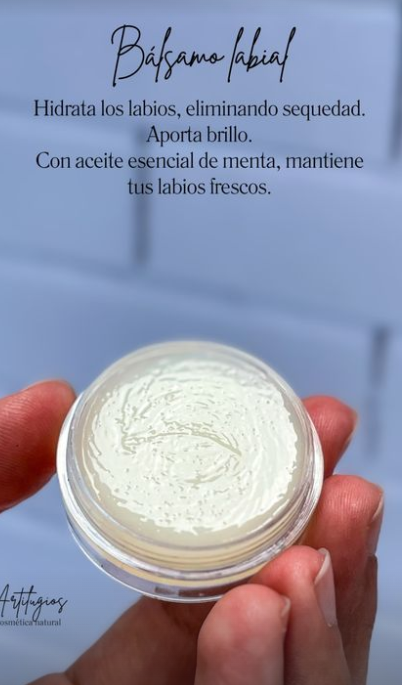 Bálsamo labial
Hidrata los labios, eliminando sequedad.
Aporta brillo.
Con aceite esencial de menta, mantiene
tus labios frescos.
Artilugios
osmética natural